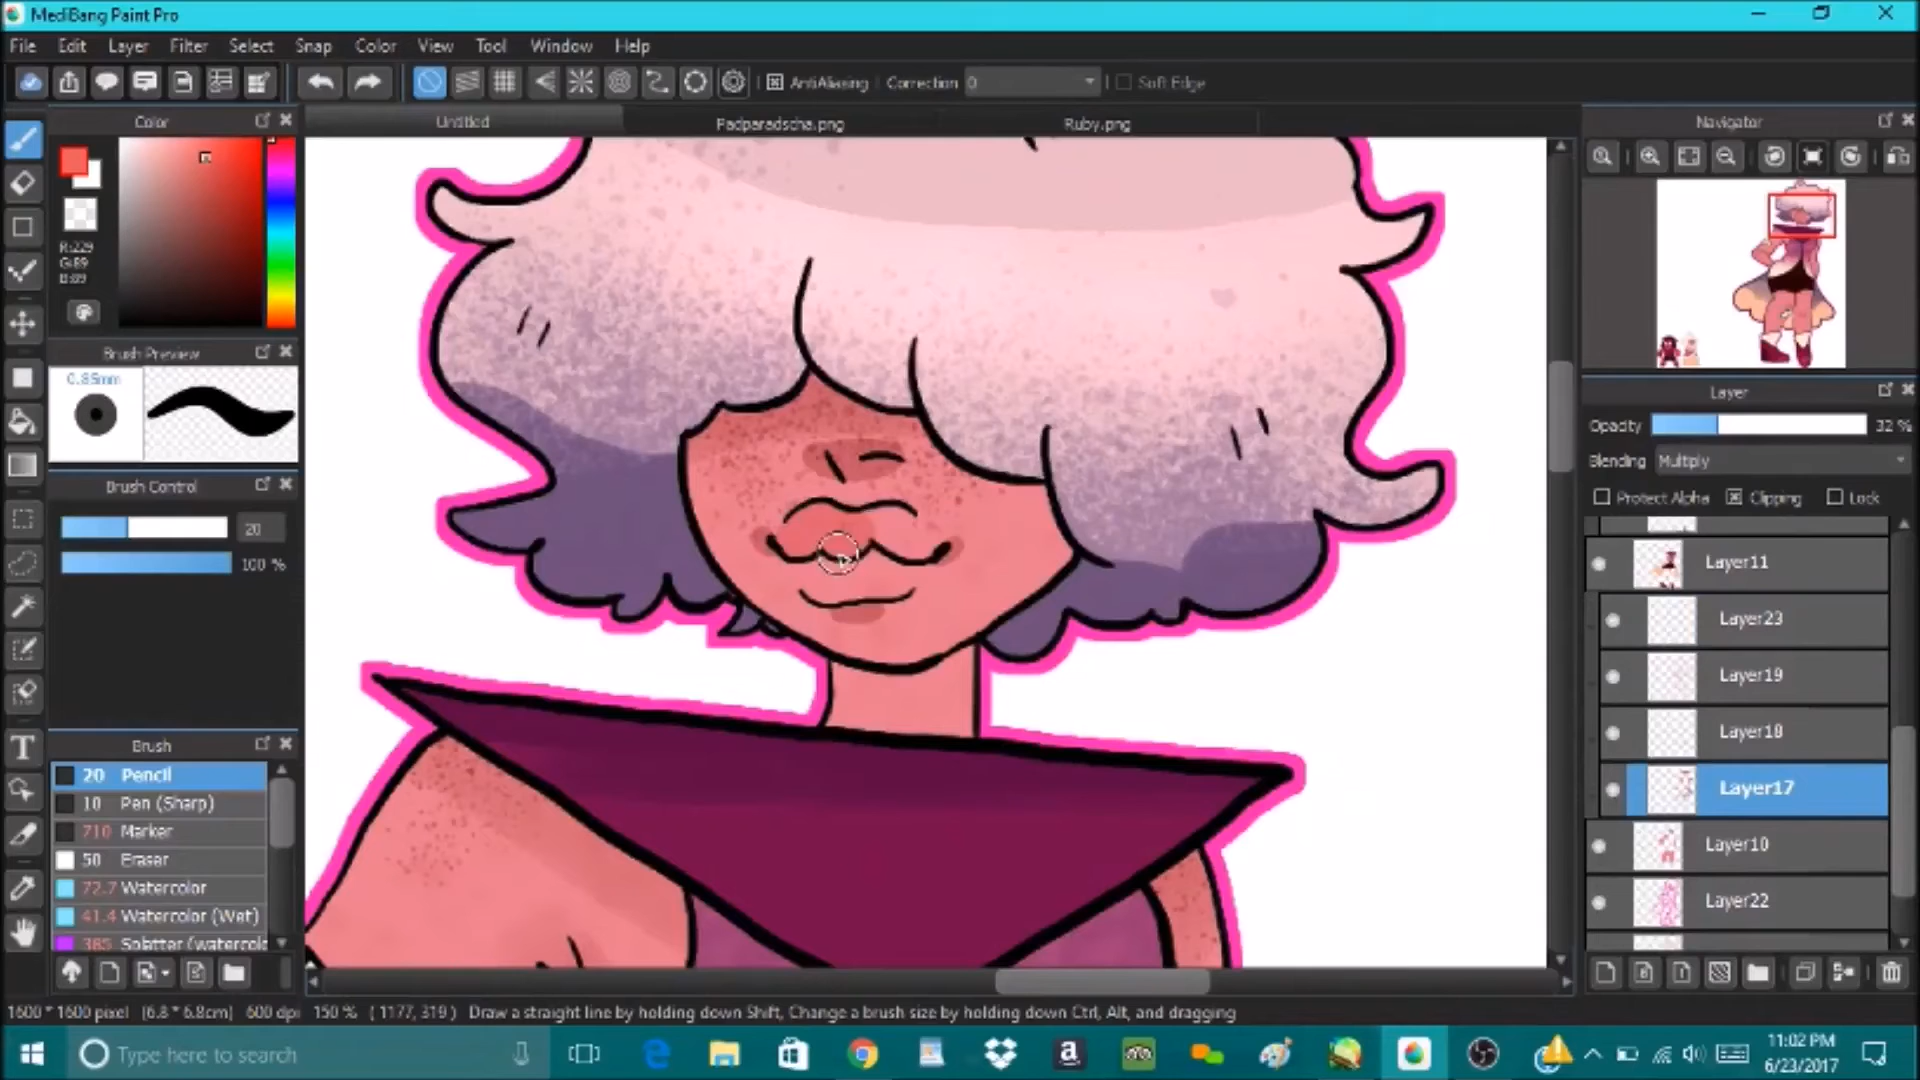 MediBang Paint Pro
File Edit Layer Filter Select Snap Color View Tool Window Help
AntiAliasing Correction 0 Soft Edge
Color
Untitled Padparadscha.png Ruby.png
Navigator
R:229
G:89
B:89
Brush Preview
0.85mm
Layer
Opacity 32 %
Blending Multiply
Protect Alpha Clipping Lock
Brush Control
20
100 %
Layer11
Layer23
Layer19
Layer18
Layer17
Layer10
Layer22
Brush
20 Pencil
10 Pen (Sharp)
710 Marker
50 Eraser
72.7 Watercolor
41.4 Watercolor (Wet)
385 Splatter (watercolo
T
1600 * 1600 pixel (6.8 * 6.8cm) 600 dpi 150 % ( 1177, 319 ) Draw a straight line by holding down Shift, Change a brush size by holding down Ctrl, Alt, and dragging
Type here to search
11:02 PM
6/23/2017